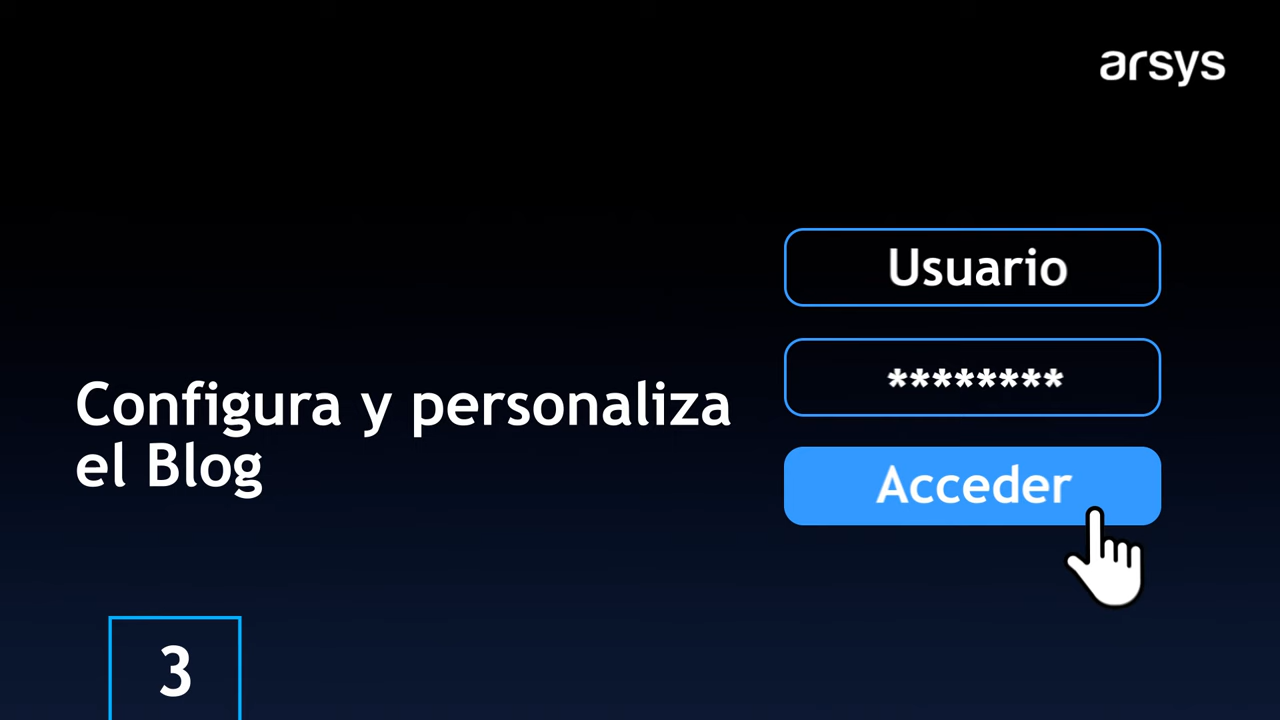 arsys
Usuario
********
Acceder
Configura y personaliza
el Blog
3